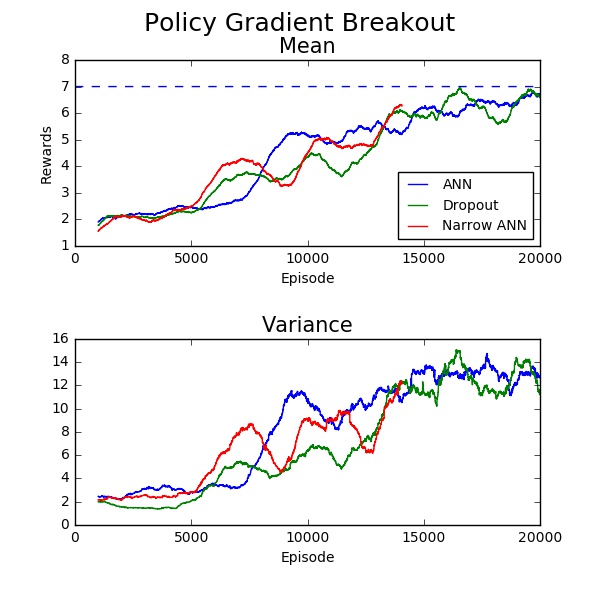 Policy Gradient Breakout
Mean
8
7
6
5
4
3
2
1
Rewards
ANN
Dropout
Narrow ANN
0 5000 10000 15000 20000
Episode
Variance
16
14
12
10
8
6
4
2
0
0 5000 10000 15000 20000
Episode